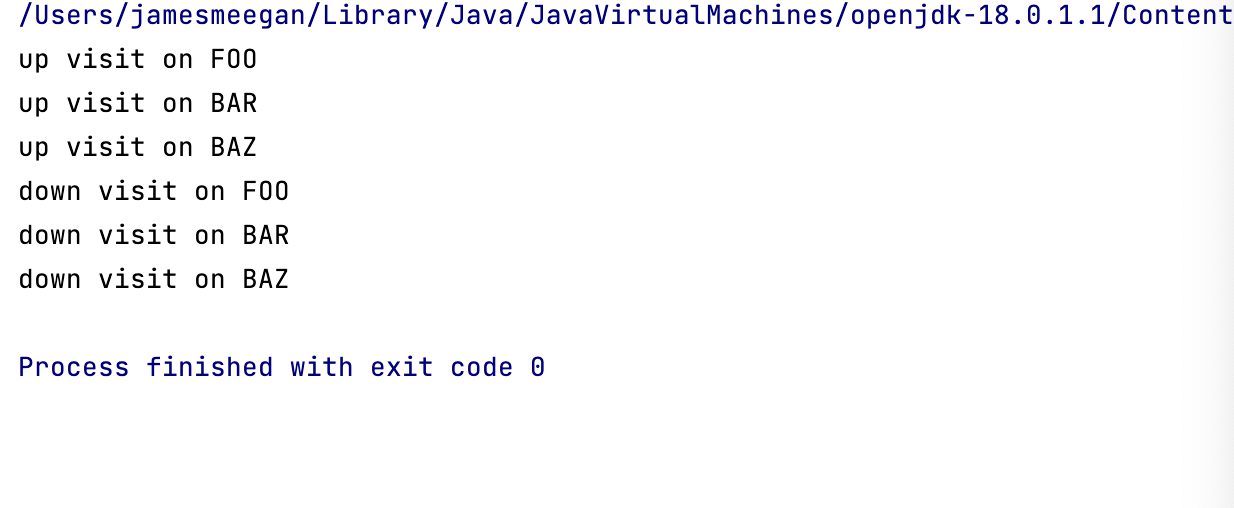 /Users/jamesmeegan/Library/Java/JavaVirtualMachines/openjdk-18.0.1.1/Content
up visit on FOO
up visit on BAR
up visit on BAZ
down visit on FOO
down visit on BAR
down visit on BAZ
Process finished with exit code 0